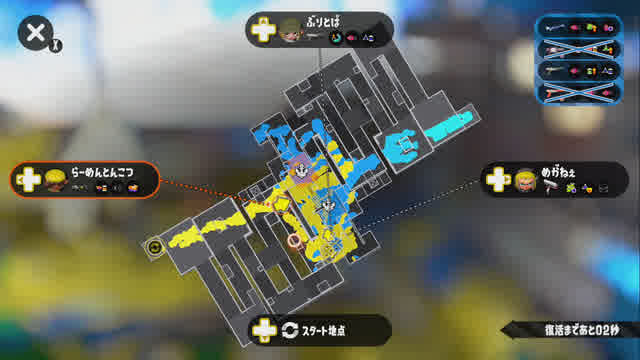 X
ぷりとば
らーめんとんこつ
めがねぇ
スタート地点
復活まであと02秒